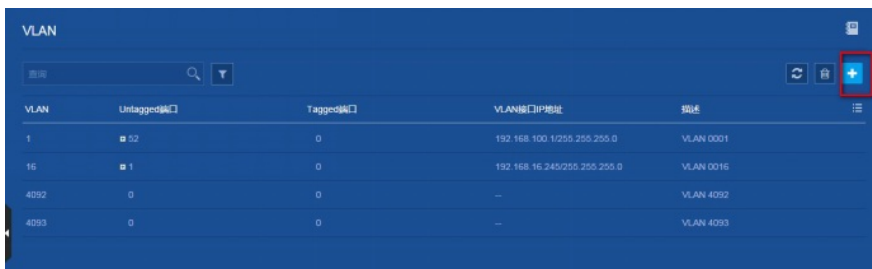 VLAN
查询
VLAN Untagged端口 Tagged端口 VLAN接口IP地址 描述
1 52 0 192.168.100.1/255.255.255.0 VLAN 0001
16 1 0 192.168.16.245/255.255.255.0 VLAN 0016
4092 0 0 -- VLAN 4092
4093 0 0 -- VLAN 4093